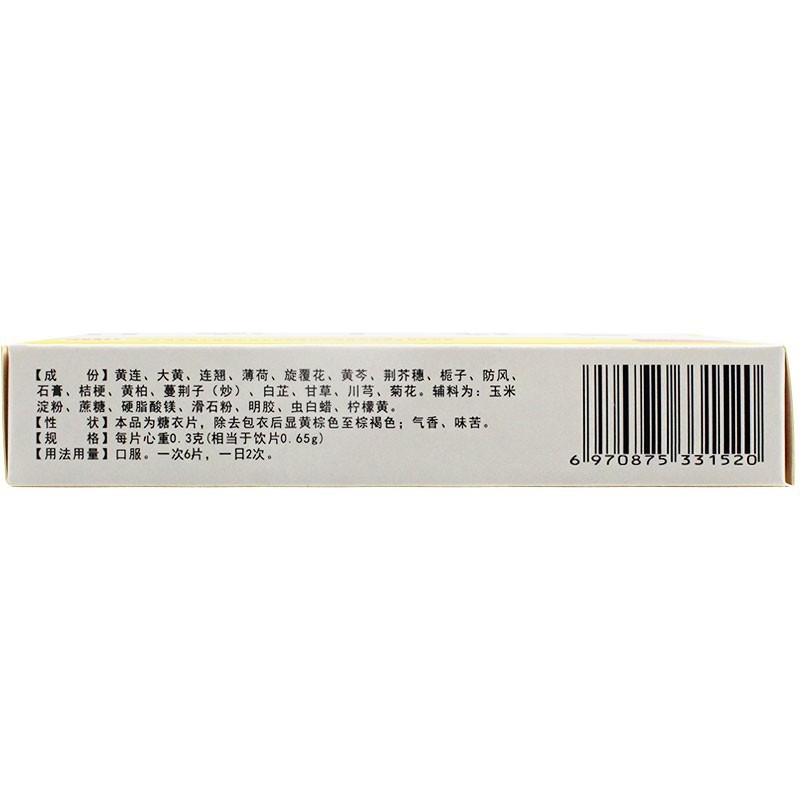 【成　份】黄连、大黄、连翘、薄荷、旋覆花、黄芩、荆芥穗、栀子、防风、
石膏、桔梗、黄柏、蔓荆子（炒）、白芷、甘草、川芎、菊花。辅料为：玉米
淀粉、蔗糖、硬脂酸镁、滑石粉、明胶、虫白蜡、柠檬黄。
【性　状】本品为糖衣片，除去包衣后显黄棕色至棕褐色；气香、味苦。
【规　格】每片心重0.3克(相当于饮片0.65g)
【用法用量】口服。一次6片，一日2次。
6 970875 331520